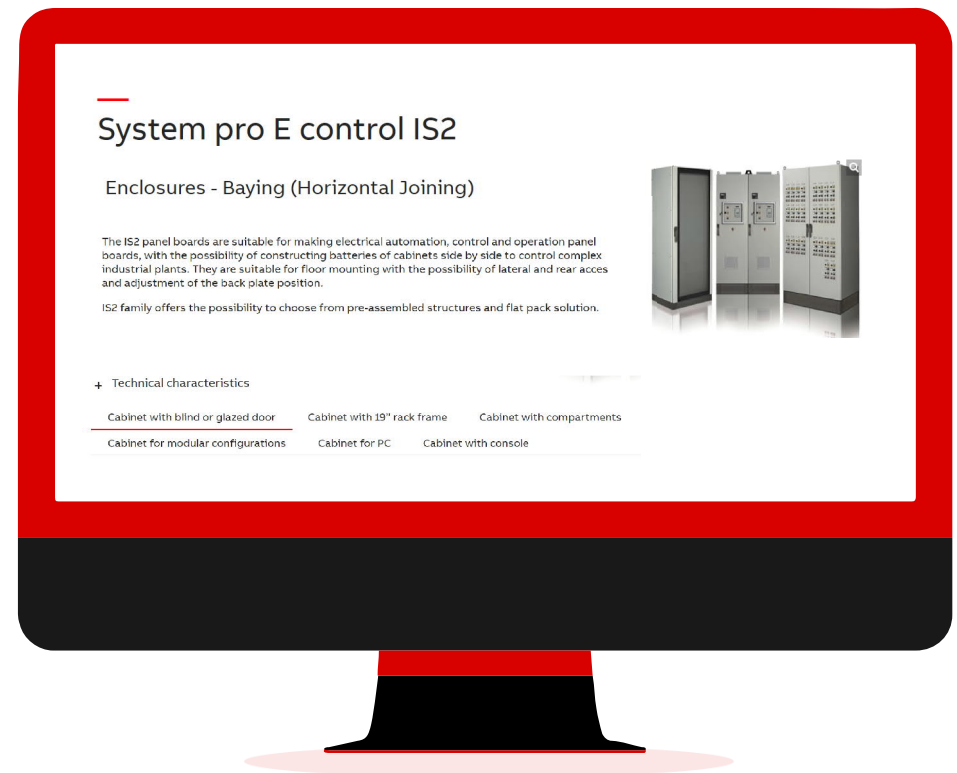 System pro E control IS2
Enclosures - Baying (Horizontal Joining)
The IS2 panel boards are suitable for making electrical automation, control and operation panel
boards, with the possibility of constructing batteries of cabinets side by side to control complex
industrial plants. They are suitable for floor mounting with the possibility of lateral and rear acces
and adjustment of the back plate position.
IS2 family offers the possibility to choose from pre-assembled structures and flat pack solution.
+ Technical characteristics
Cabinet with blind or glazed door Cabinet with 19" rack frame Cabinet with compartments
Cabinet for modular configurations Cabinet for PC Cabinet with console